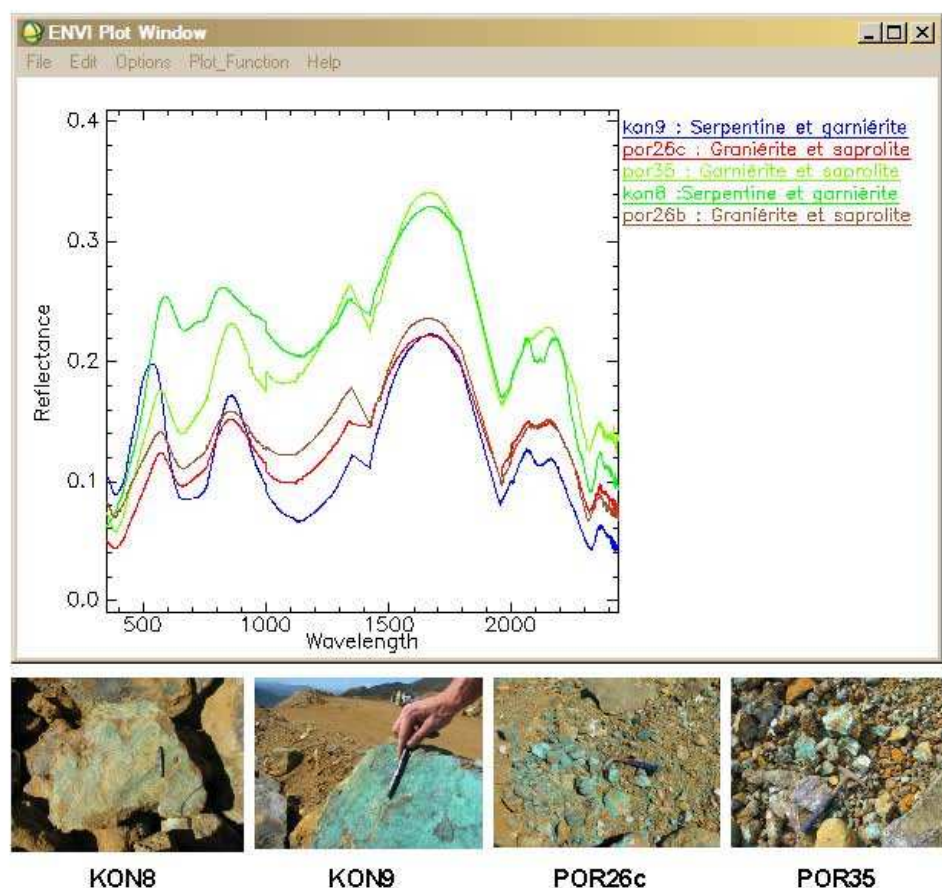 ENVI Plot Window
File Edit Options Plot_Function Help
kon9 : Serpentine et garniérite
por26c : Graniérite et saprolite
por35 : Garniérite et saprolite
kon8 :Serpentine et garniérite
por26b : Graniérite et saprolite
0.4
0.3
0.2
0.1
0.0
Reflectance
500 1000 1500 2000
Wavelength
KON8 KON9 POR26c POR35